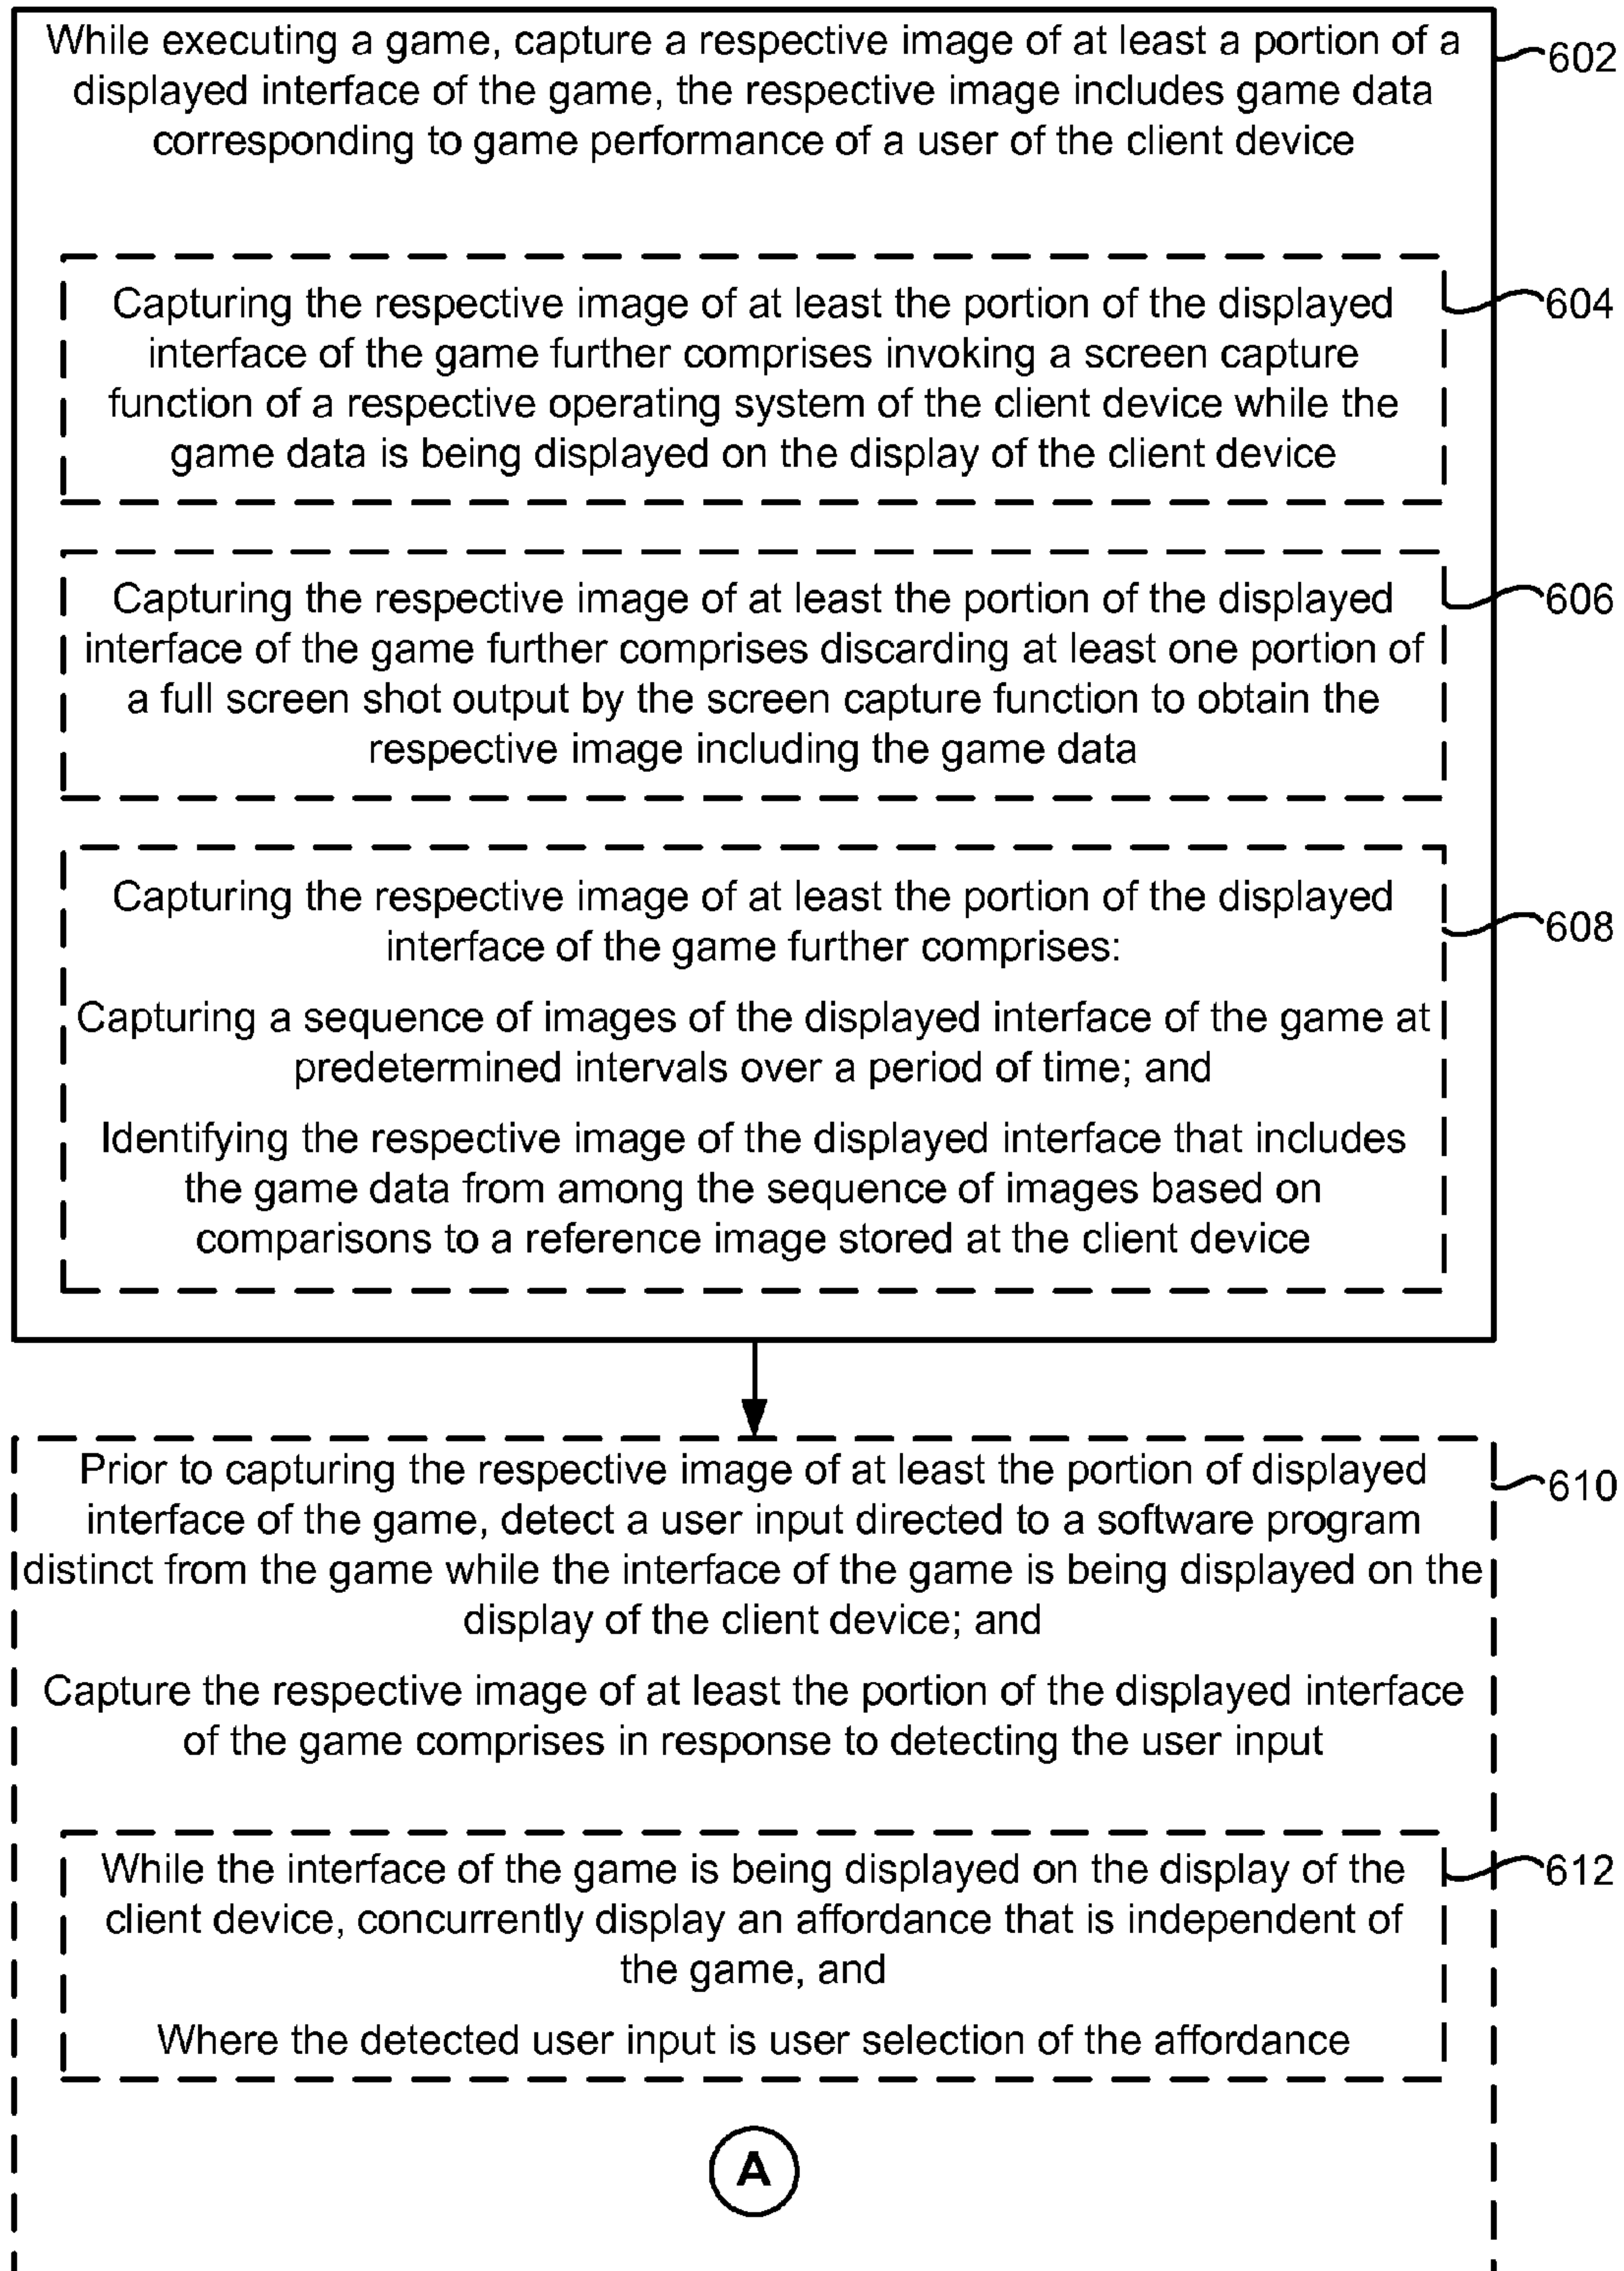 While executing a game, capture a respective image of at least a portion of a
displayed interface of the game, the respective image includes game data
corresponding to game performance of a user of the client device
602
Capturing the respective image of at least the portion of the displayed
interface of the game further comprises invoking a screen capture
function of a respective operating system of the client device while the
game data is being displayed on the display of the client device
604
Capturing the respective image of at least the portion of the displayed
interface of the game further comprises discarding at least one portion of
a full screen shot output by the screen capture function to obtain the
respective image including the game data
606
Capturing the respective image of at least the portion of the displayed
interface of the game further comprises:
608
Capturing a sequence of images of the displayed interface of the game at
predetermined intervals over a period of time; and
Identifying the respective image of the displayed interface that includes
the game data from among the sequence of images based on
comparisons to a reference image stored at the client device
Prior to capturing the respective image of at least the portion of displayed
interface of the game, detect a user input directed to a software program
distinct from the game while the interface of the game is being displayed on the
display of the client device; and
610
Capture the respective image of at least the portion of the displayed interface
of the game comprises in response to detecting the user input
While the interface of the game is being displayed on the display of the
client device, concurrently display an affordance that is independent of
the game, and
612
Where the detected user input is user selection of the affordance
A